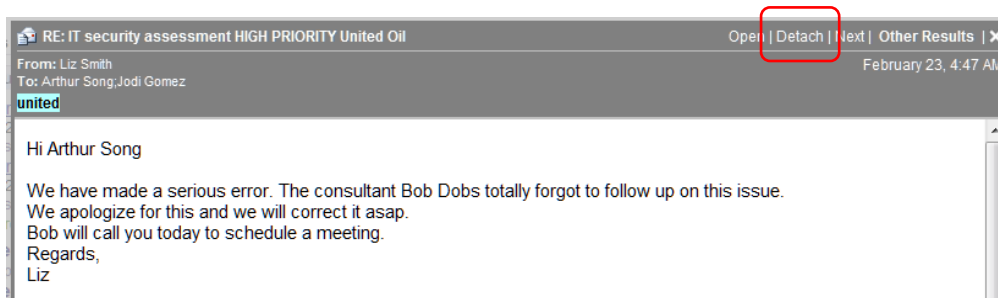 RE: IT security assessment HIGH PRIORITY United Oil Open | Detach | Next | Other Results | X
From: Liz Smith February 23, 4:47 AM
To: Arthur Song;Jodi Gomez
united
Hi Arthur Song
We have made a serious error. The consultant Bob Dobs totally forgot to follow up on this issue.
We apologize for this and we will correct it asap.
Bob will call you today to schedule a meeting.
Regards,
Liz